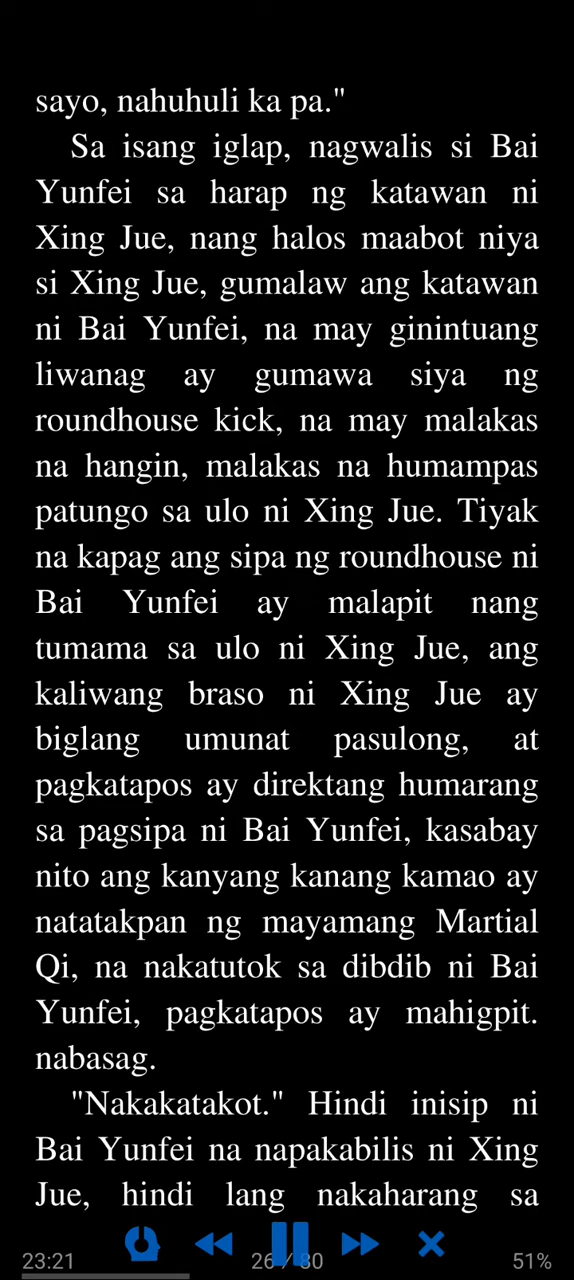 sayo, nahuhuli ka pa."
Sa isang iglap, nagwalis si Bai
Yunfei sa harap ng katawan ni
Xing Jue, nang halos maabot niya
si Xing Jue, gumalaw ang katawan
ni Bai Yunfei, na may ginintuang
liwanag ay gumawa siya ng
roundhouse kick, na may malakas
na hangin, malakas na humampas
patungo sa ulo ni Xing Jue. Tiyak
na kapag ang sipa ng roundhouse ni
Bai Yunfei ay malapit nang
tumama sa ulo ni Xing Jue, ang
kaliwang braso ni Xing Jue ay
biglang umunat pasulong, at
pagkatapos ay direktang humarang
sa pagsipa ni Bai Yunfei, kasabay
nito ang kanyang kanang kamao ay
natatakpan ng mayamang Martial
Qi, na nakatutok sa dibdib ni Bai
Yunfei, pagkatapos ay mahigpit.
nabasag.
"Nakakatakot." Hindi inisip ni
Bai Yunfei na napakabilis ni Xing
Jue, hindi lang nakaharang sa
23:21 26 / 80 51%